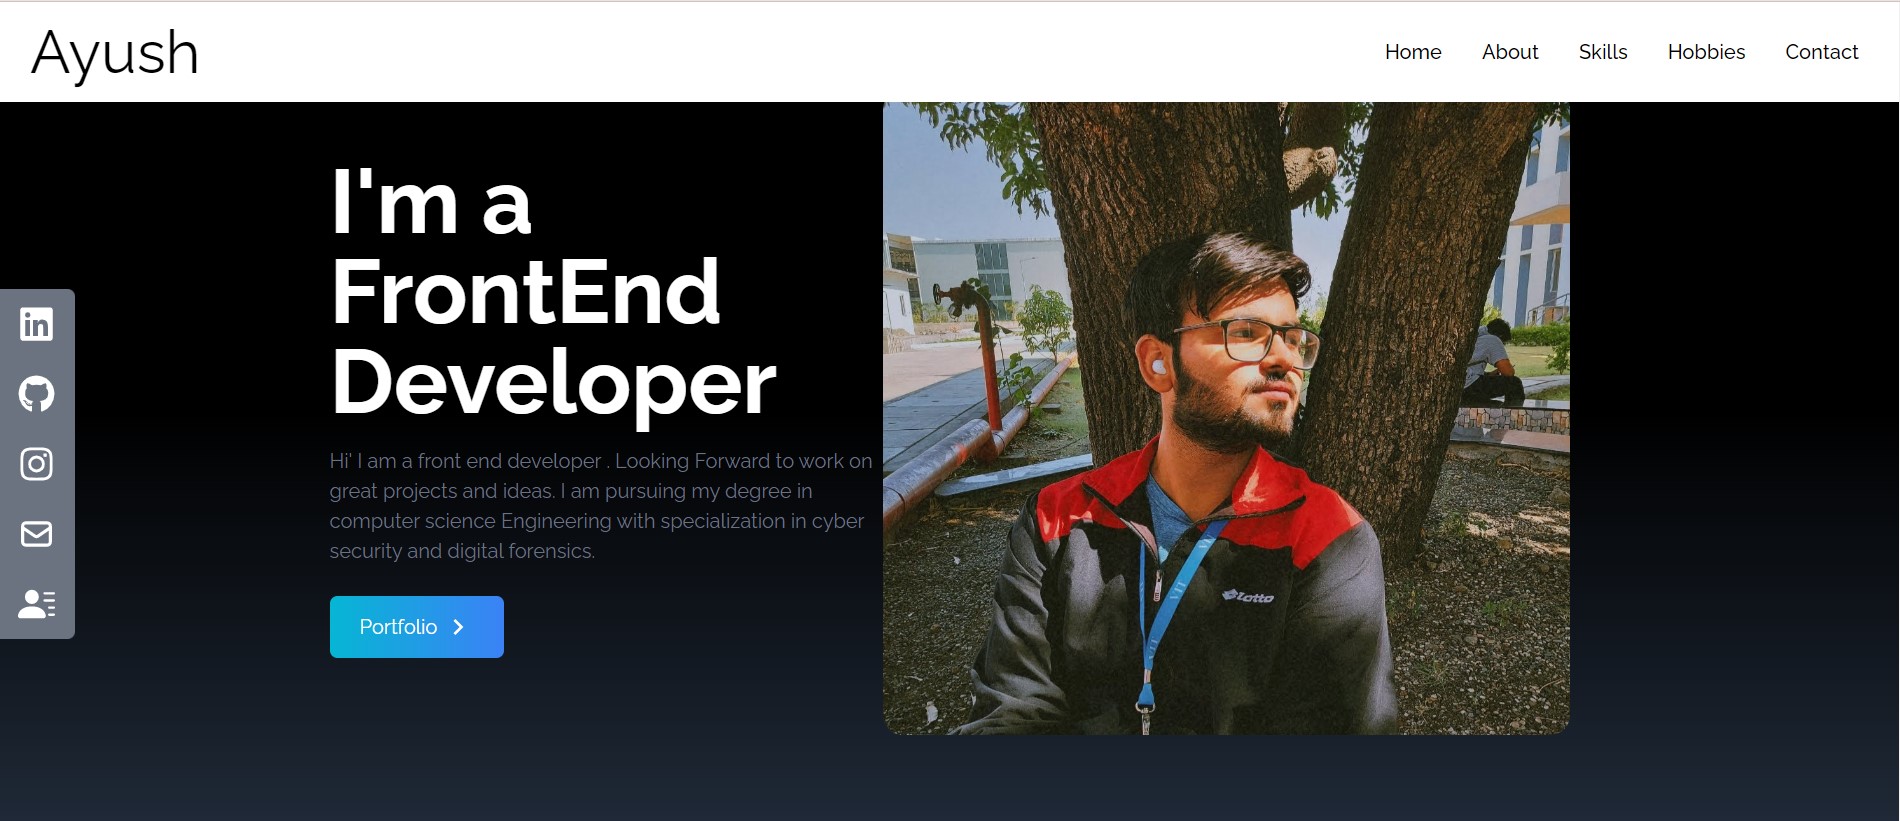 Ayush
Home About Skills Hobbies Contact
I'm a
FrontEnd
Developer
Hi' I am a front end developer . Looking Forward to work on
great projects and ideas. I am pursuing my degree in
computer science Engineering with specialization in cyber
security and digital forensics.
Portfolio
in
Lotto